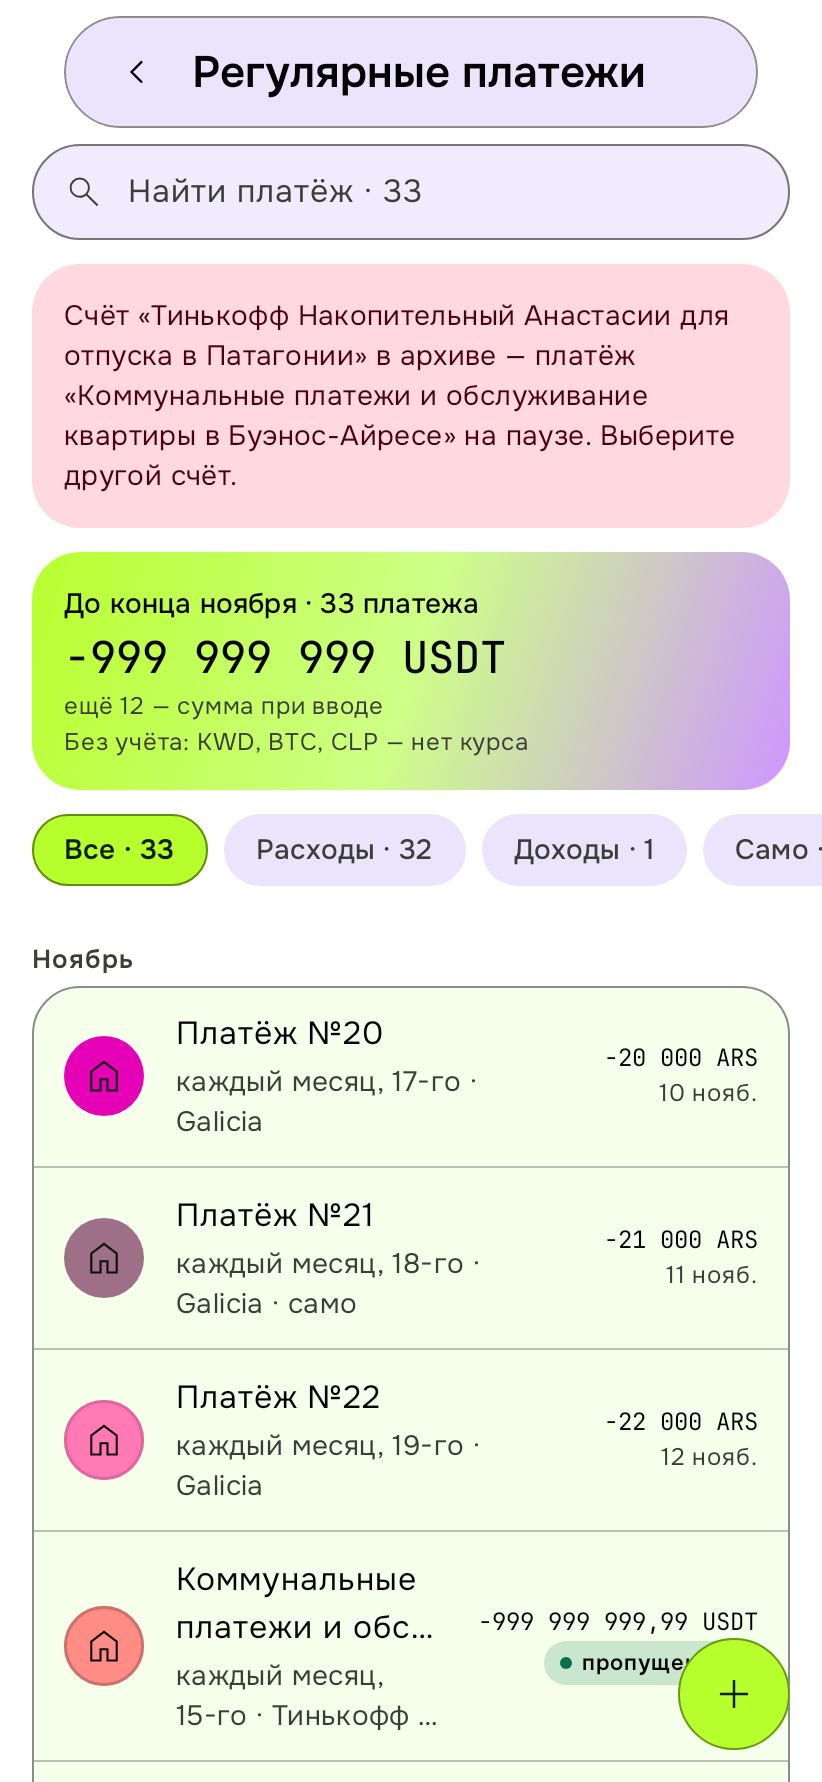 Регулярные платежи
Найти платёж · 33
Счёт «Тинькофф Накопительный Анастасии для
отпуска в Патагонии» в архиве — платёж
«Коммунальные платежи и обслуживание
квартиры в Буэнос-Айресе» на паузе. Выберите
другой счёт.
До конца ноября · 33 платежа
-999 999 999 USDT
ещё 12 — сумма при вводе
Без учёта: KWD, BTC, CLP — нет курса
Все · 33
Расходы · 32
Доходы · 1
Само ·
Ноябрь
Платёж №20
каждый месяц, 17-го ·
Galicia
-20 000 ARS
10 нояб.
Платёж №21
каждый месяц, 18-го ·
Galicia · само
-21 000 ARS
11 нояб.
Платёж №22
каждый месяц, 19-го ·
Galicia
-22 000 ARS
12 нояб.
Коммунальные
платежи и обс...
каждый месяц,
15-го · Тинькофф ...
-999 999 999,99 USDT